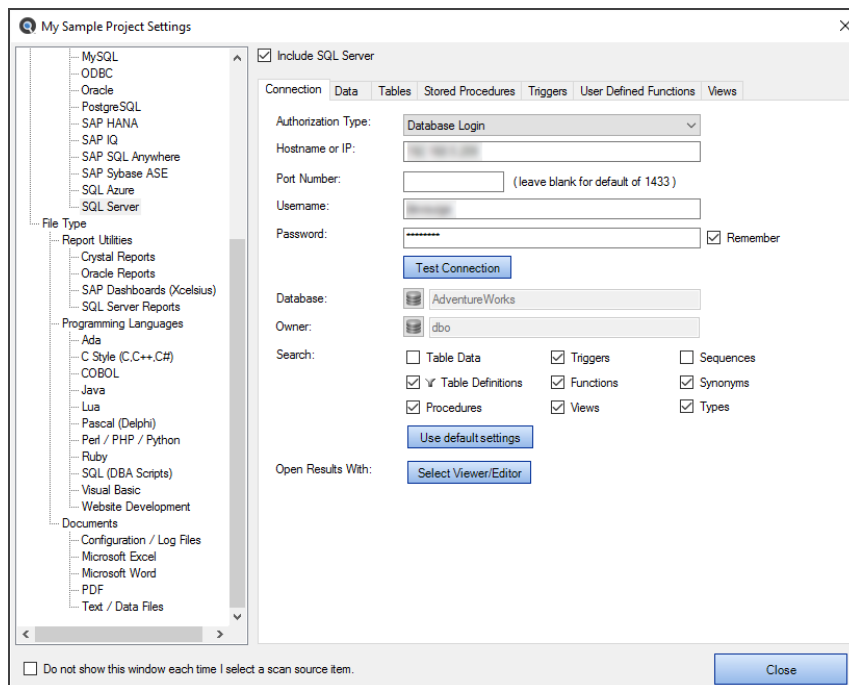 My Sample Project Settings
MySQL
ODBC
Oracle
PostgreSQL
SAP HANA
SAP IQ
SAP SQL Anywhere
SAP Sybase ASE
SQL Azure
SQL Server
File Type
Report Utilities
Crystal Reports
Oracle Reports
SAP Dashboards (Xcelsius)
SQL Server Reports
Programming Languages
Ada
C Style (C,C++,C#)
COBOL
Java
Lua
Pascal (Delphi)
Perl / PHP / Python
Ruby
SQL (DBA Scripts)
Visual Basic
Website Development
Documents
Configuration / Log Files
Microsoft Excel
Microsoft Word
PDF
Text / Data Files
Include SQL Server
Connection Data Tables Stored Procedures Triggers User Defined Functions Views
Authorization Type: Database Login
Hostname or IP:
Port Number: (leave blank for default of 1433 )
Username:
Password: ******** Remember
Test Connection
Database: AdventureWorks
Owner: dbo
Search: Table Data Triggers Sequences
Table Definitions Functions Synonyms
Procedures Views Types
Use default settings
Open Results With: Select Viewer/Editor
Do not show this window each time I select a scan source item.
Close